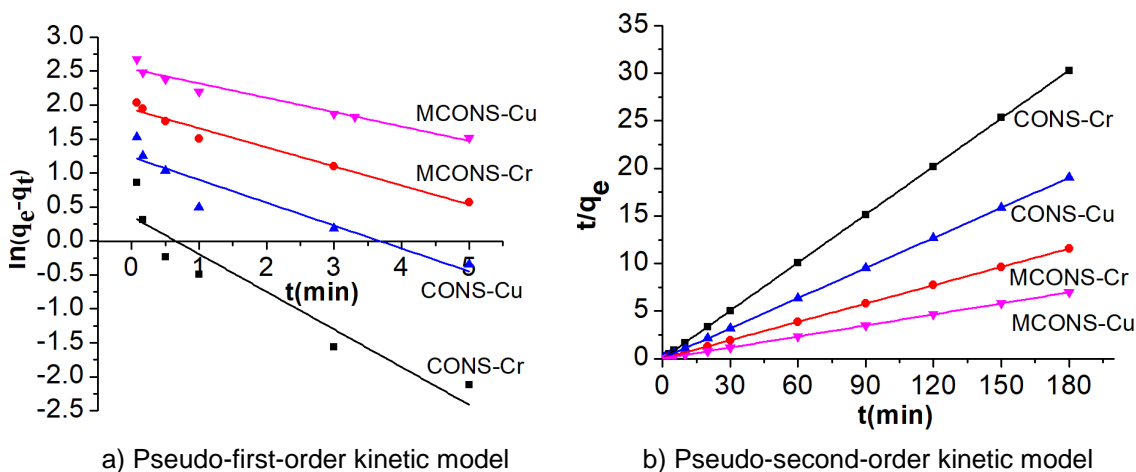 3.0
2.5
2.0
1.5
1.0
0.5
0.0
-0.5
-1.0
-1.5
-2.0
-2.5
ln(qe-qt)
0 1 2 3 4 5
t(min)
MCONS-Cu
MCONS-Cr
CONS-Cu
CONS-Cr
a) Pseudo-first-order kinetic model
35
30
25
20
15
10
5
0
t/qe
0 30 60 90 120 150 180
t(min)
CONS-Cr
CONS-Cu
MCONS-Cr
MCONS-Cu
b) Pseudo-second-order kinetic model